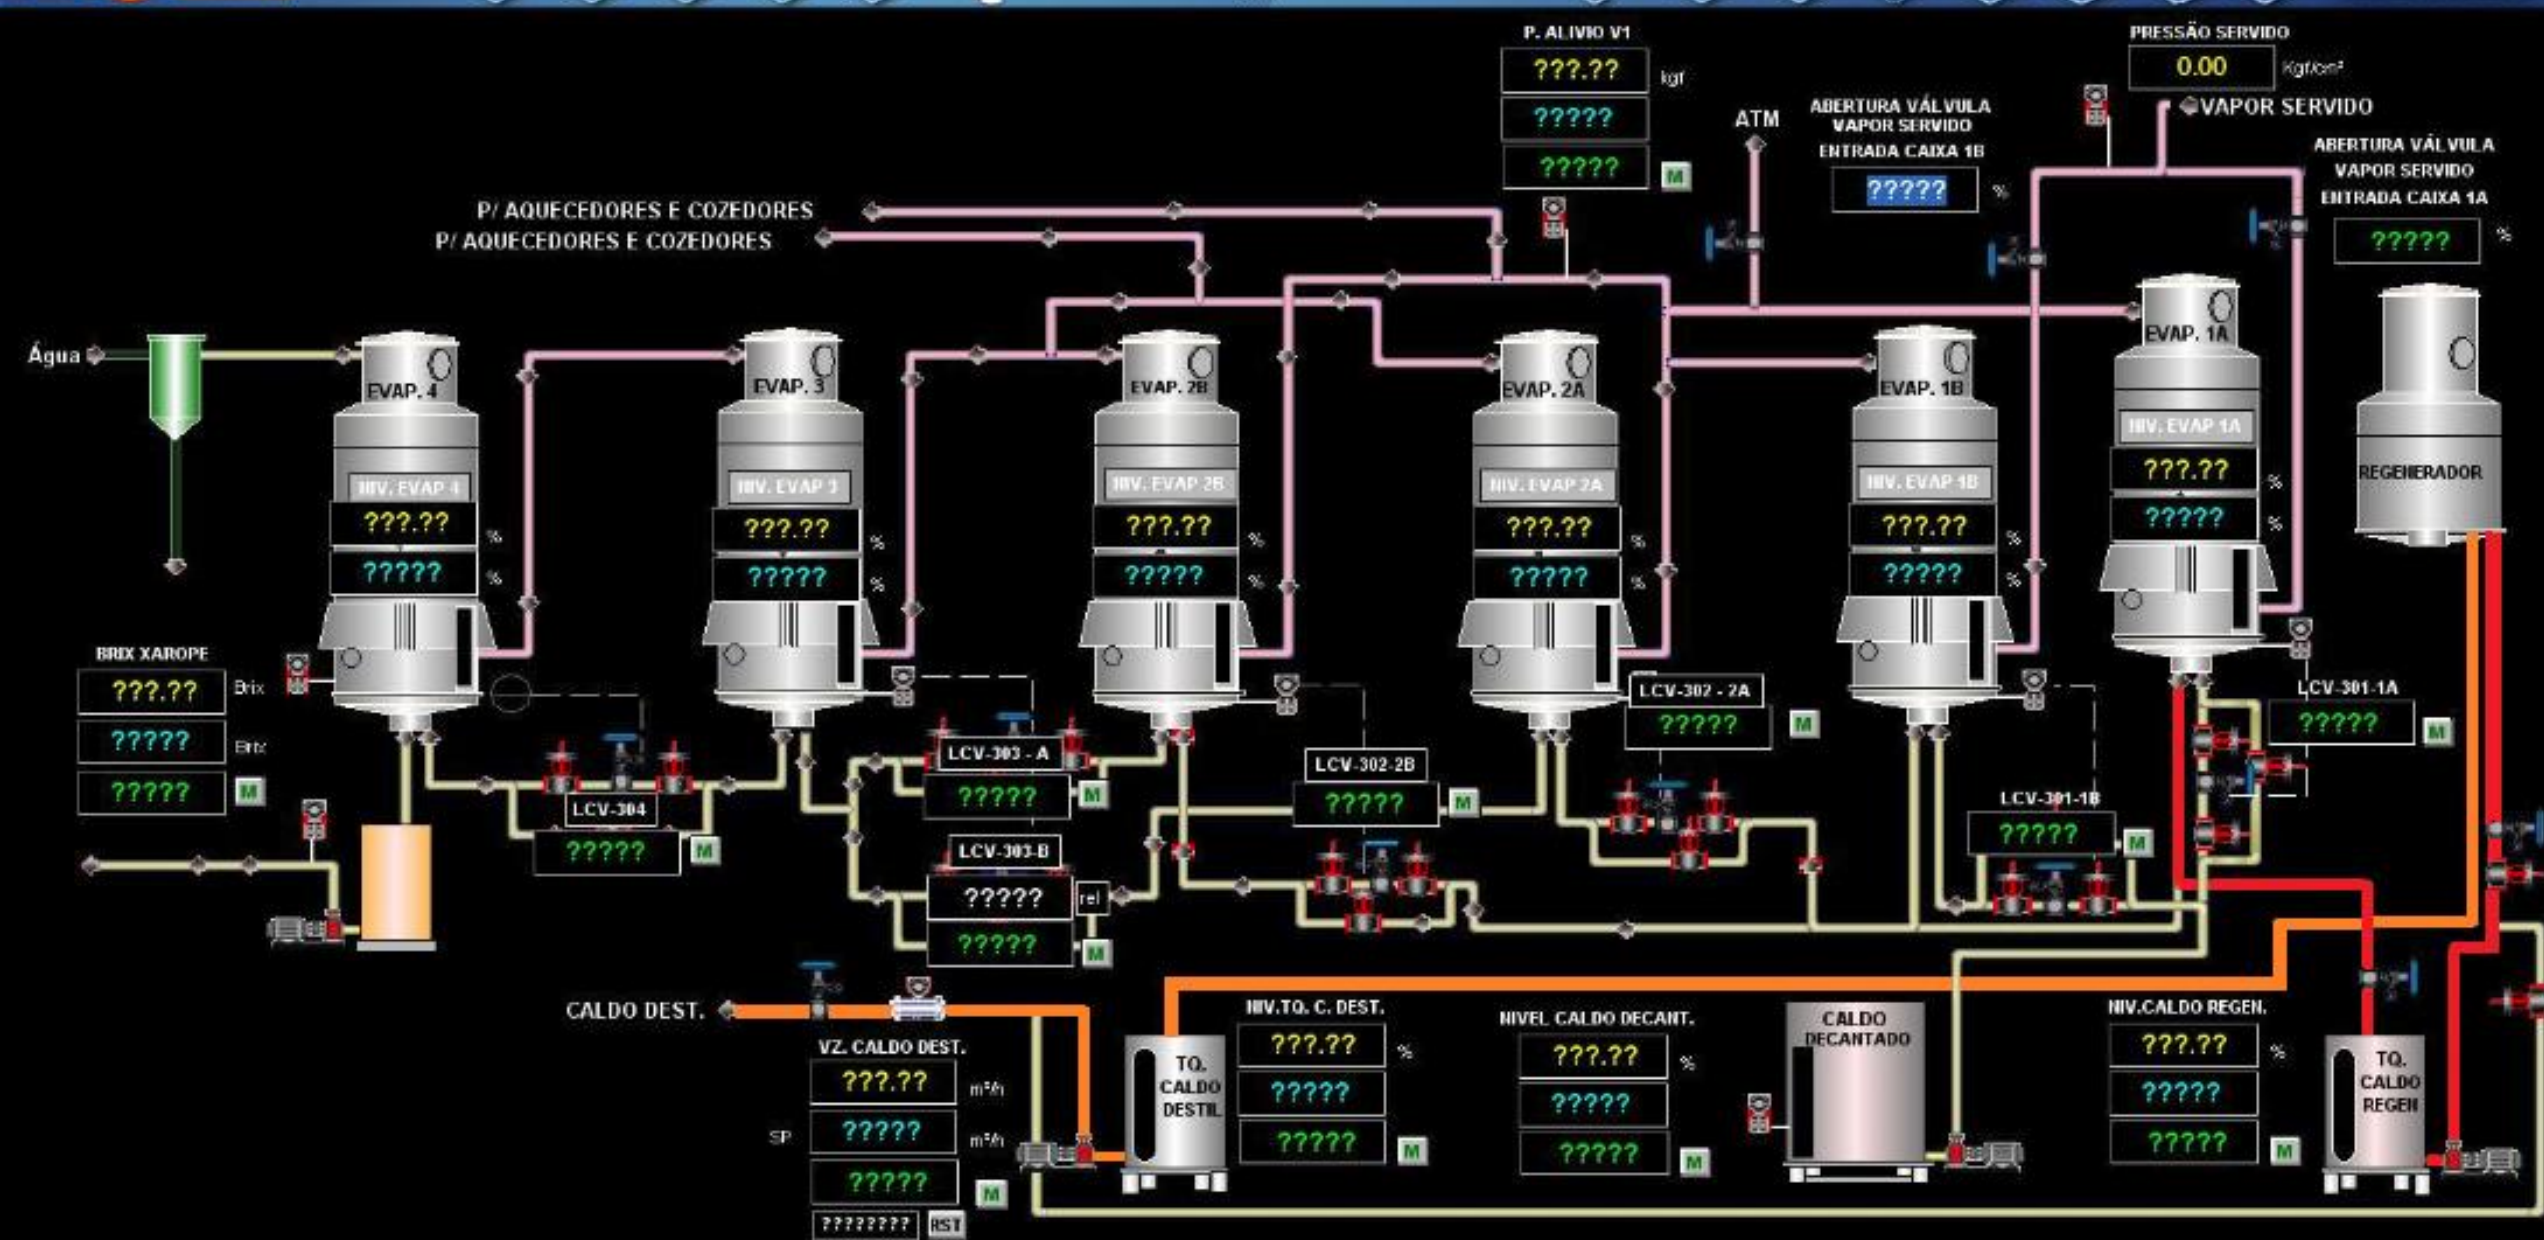 P. ALIVIO V1
???.??
kgf
?????
?????
M
PRESSÃO SERVIDO
0.00
Kgf/cm²
VAPOR SERVIDO
ATM
ABERTURA VÁLVULA
VAPOR SERVIDO
ENTRADA CAIXA 1B
?????
%
ABERTURA VÁLVULA
VAPOR SERVIDO
ENTRADA CAIXA 1A
?????
%
P/ AQUECEDORES E COZEDORES
P/ AQUECEDORES E COZEDORES
Água
EVAP. 4
NIV. EVAP 4
???.??
%
?????
%
EVAP. 3
NIV. EVAP 3
???.??
%
?????
%
EVAP. 2B
NIV. EVAP 2B
???.??
%
?????
%
EVAP. 2A
NIV. EVAP 2A
???.??
%
?????
%
EVAP. 1B
NIV. EVAP 1B
???.??
%
?????
%
EVAP. 1A
NIV. EVAP 1A
???.??
%
?????
%
REGENERADOR
BRIX XAROPE
???.??
Brix
?????
Brix
?????
M
LCV-304
?????
M
LCV-303 - A
?????
M
LCV-303-B
?????
rel
?????
M
LCV-302-2B
?????
M
LCV-302 - 2A
?????
M
LCV-301-1B
?????
M
LCV-301-1A
?????
M
CALDO DEST.
VZ. CALDO DEST.
???.??
m³/h
SP
?????
m³/h
?????
M
????????
RST
TQ.
CALDO
DESTIL
NIV.TQ. C. DEST.
???.??
%
?????
?????
M
NIVEL CALDO DECANT.
???.??
%
?????
?????
M
CALDO
DECANTADO
NIV.CALDO REGEN.
???.??
%
?????
?????
M
TQ.
CALDO
REGEN